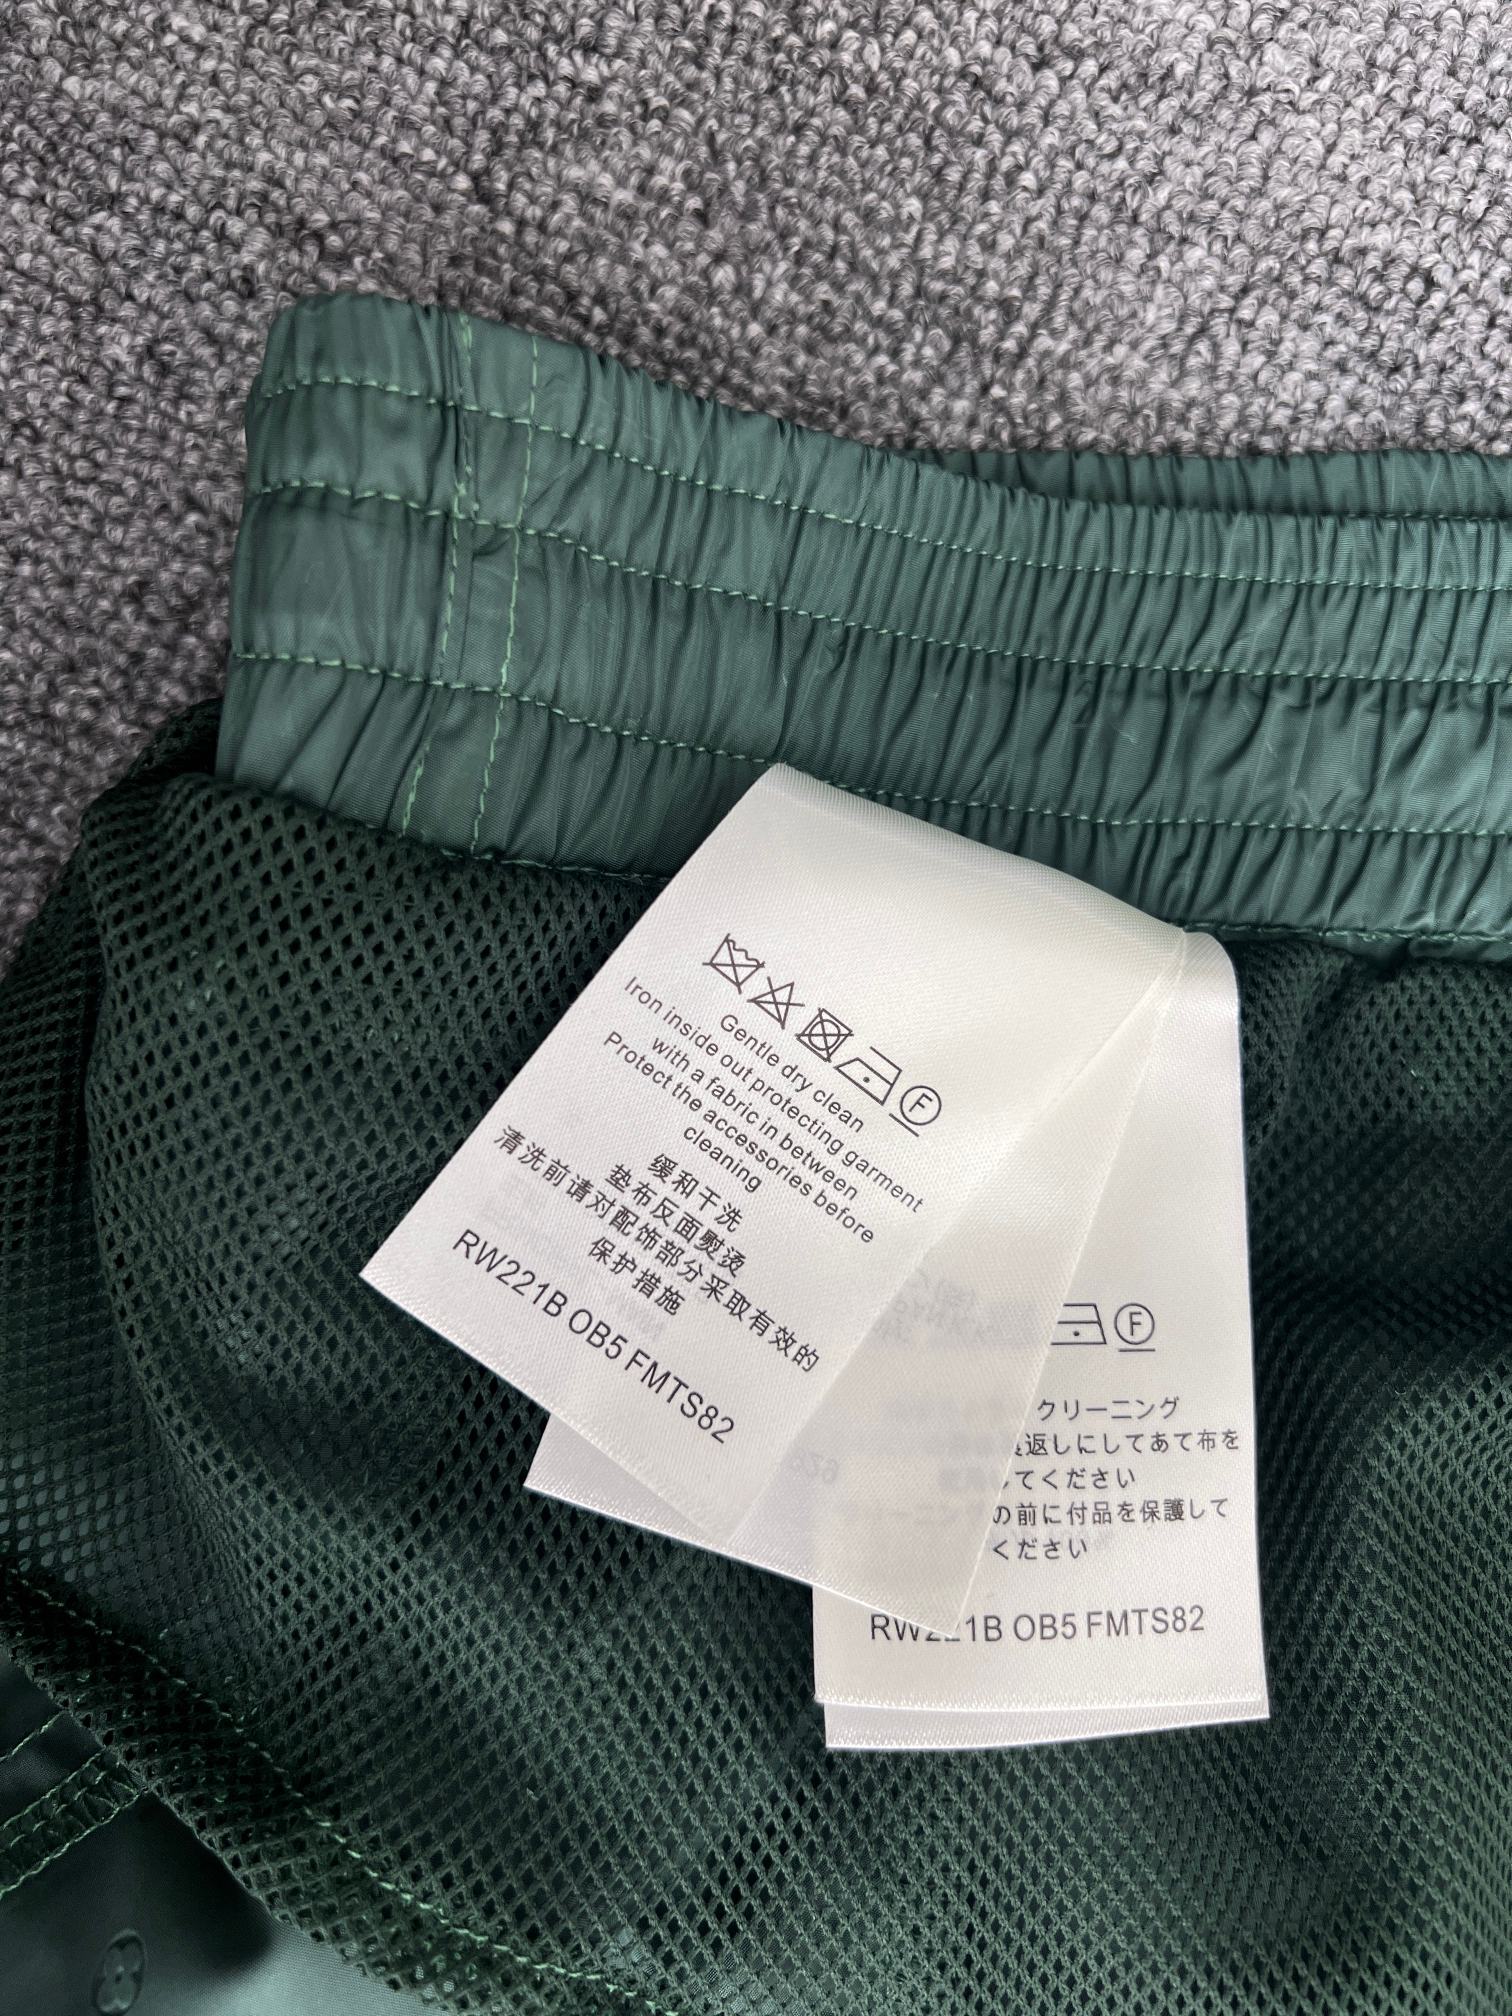 F
Gentle dry clean
Iron inside out protecting garment
with a fabric in between
Protect the accessories before
cleaning
缓和干洗
垫布反面熨烫
清洗前请对配饰部分采取有效的
保护措施
RW221B OB5 FMTS82
F
クリーニング
返しにしてあて布を
てください
の前に付品を保護して
ください
1B OB5 FMTS82